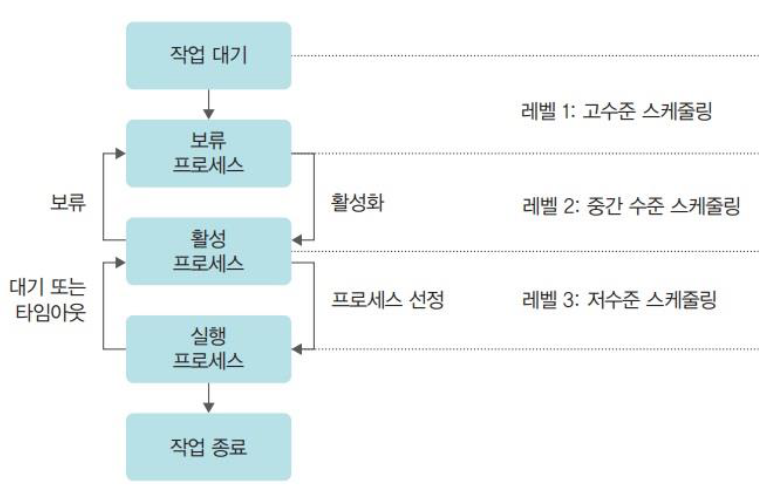 작업 대기
레벨 1: 고수준 스케줄링
보류
프로세스
보류
활성화
레벨 2: 중간 수준 스케줄링
활성
프로세스
대기 또는
타임아웃
프로세스 선정
레벨 3: 저수준 스케줄링
실행
프로세스
작업 종료